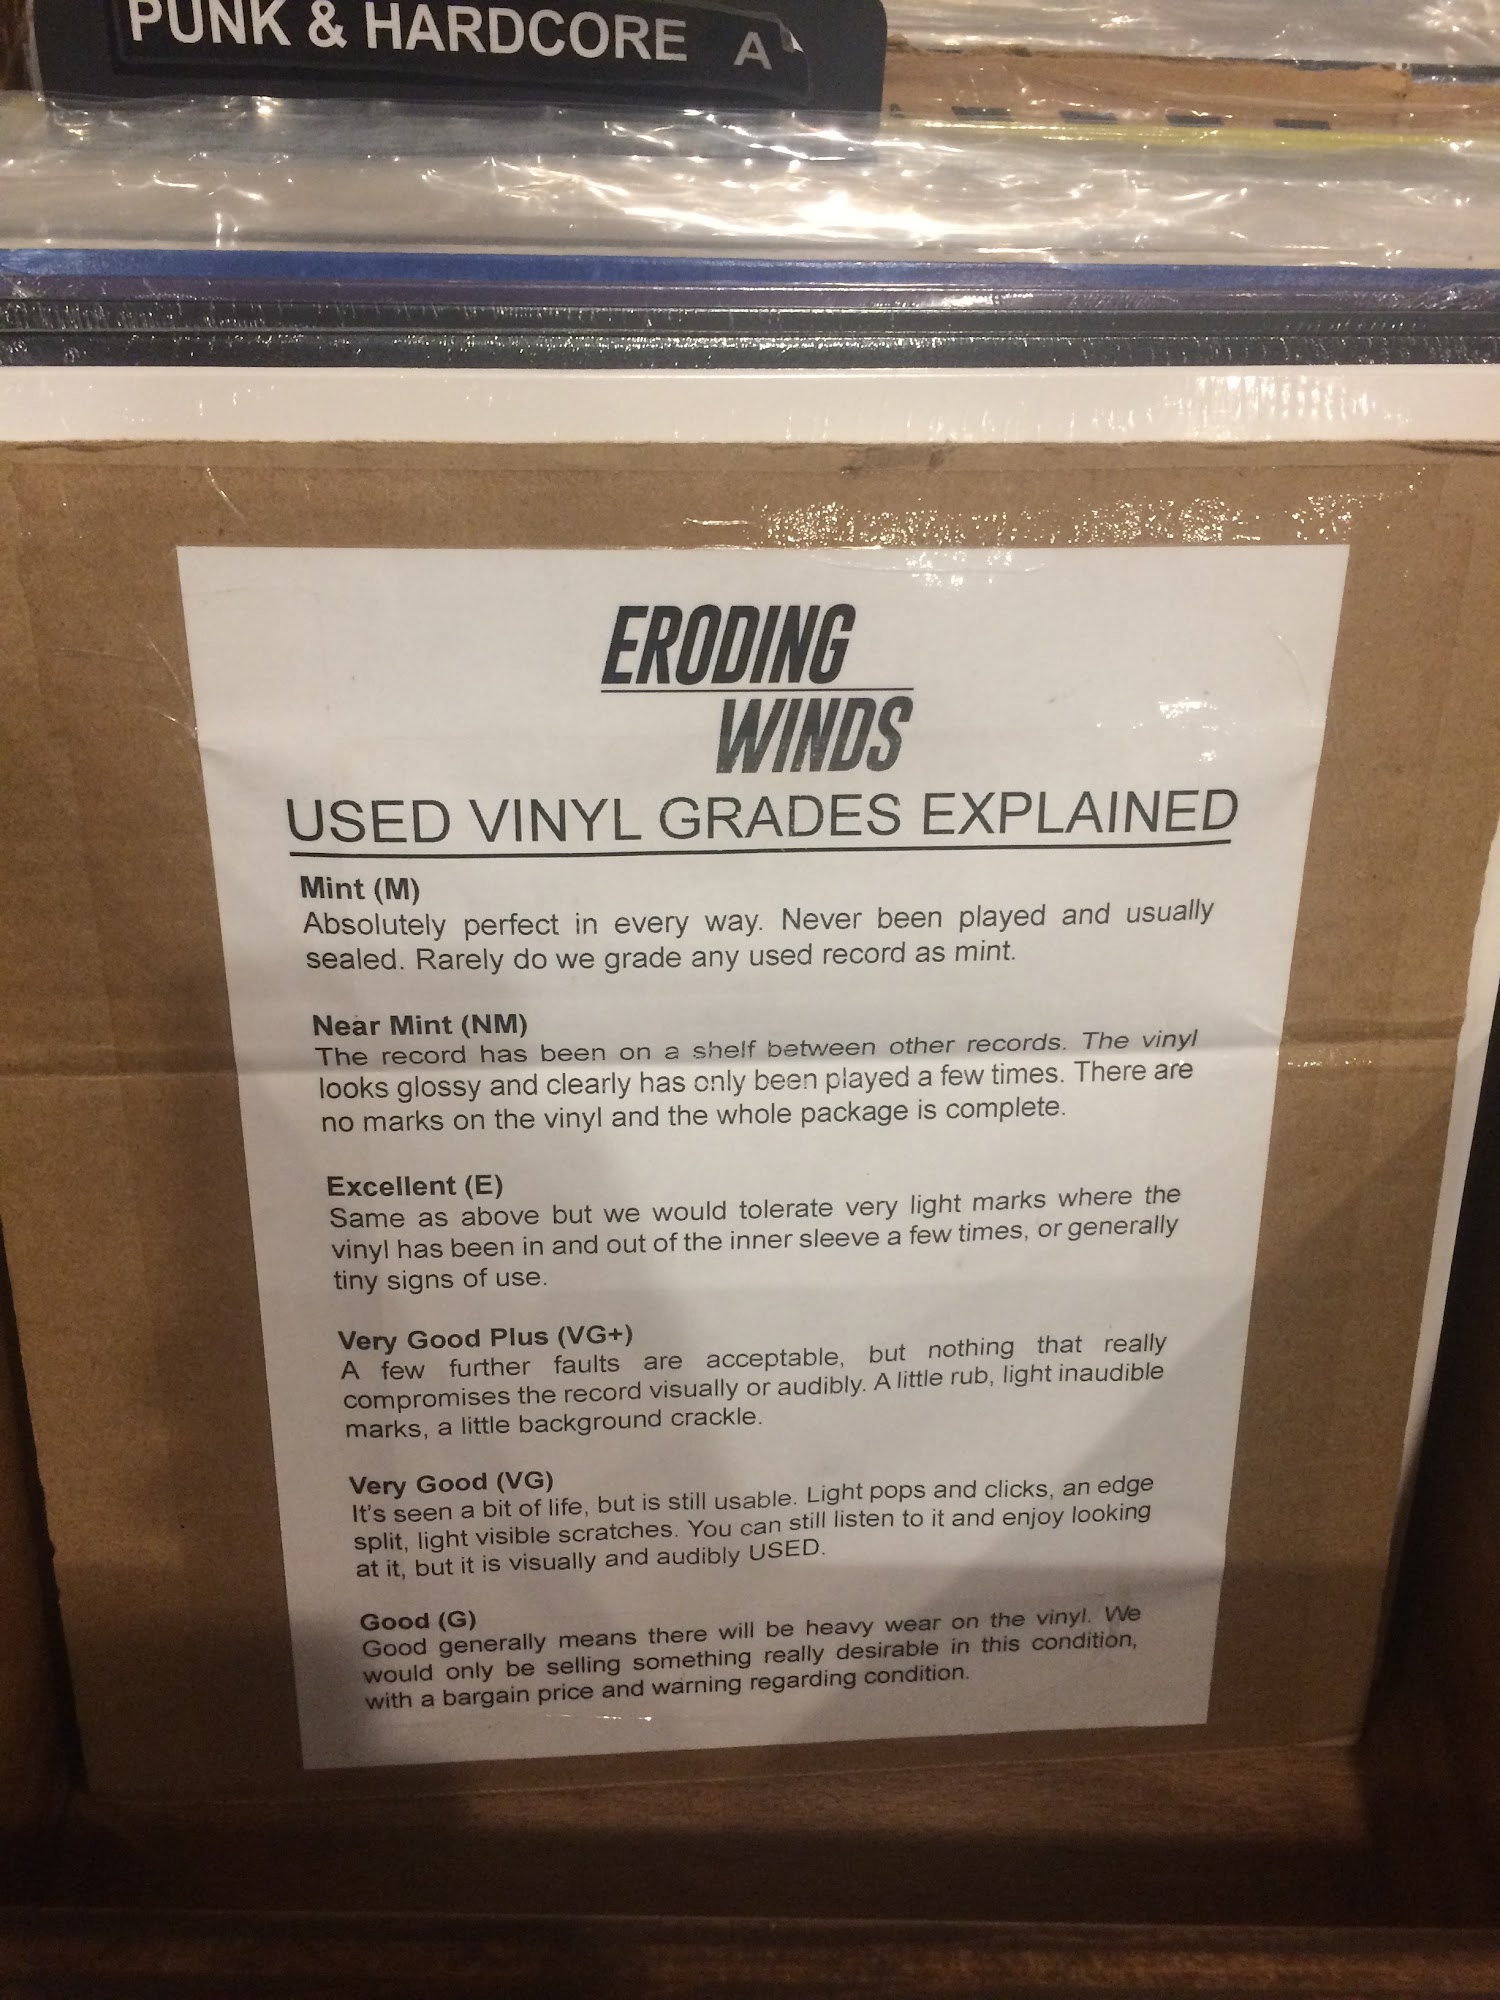 PUNK & HARDCORE A
ERODING
WINDS
USED VINYL GRADES EXPLAINED
Mint (M)
Absolutely perfect in every way. Never been played and usually
sealed. Rarely do we grade any used record as mint.
Near Mint (NM)
The record has been on a shelf between other records. The vinyl
looks glossy and clearly has only been played a few times. There are
no marks on the vinyl and the whole package is complete.
Excellent (E)
Same as above but we would tolerate very light marks where the
vinyl has been in and out of the inner sleeve a few times, or generally
tiny signs of use.
Very Good Plus (VG+)
A few further faults are acceptable, but nothing that really
compromises the record visually or audibly. A little rub, light inaudible
marks, a little background crackle.
Very Good (VG)
It's seen a bit of life, but is still usable. Light pops and clicks, an edge
split, light visible scratches. You can still listen to it and enjoy looking
at it, but it is visually and audibly USED.
Good (G)
Good generally means there will be heavy wear on the vinyl. We
would only be selling something really desirable in this condition,
with a bargain price and warning regarding condition.